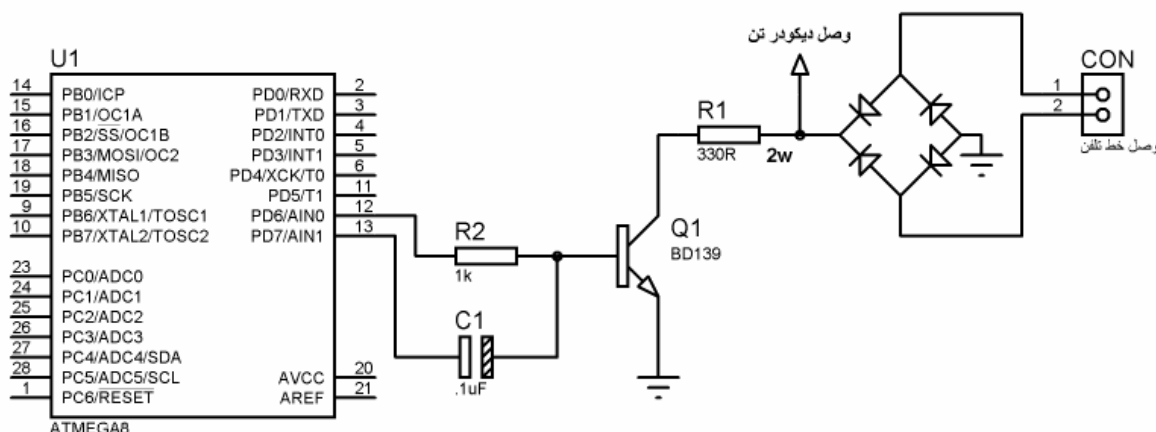 U1
14 PB0/ICP PD0/RXD 2
15 PB1/OC1A PD1/TXD 3
16 PB2/SS/OC1B PD2/INT0 4
17 PB3/MOSI/OC2 PD3/INT1 5
18 PB4/MISO PD4/XCK/T0 6
19 PB5/SCK PD5/T1 11
9 PB6/XTAL1/TOSC1 PD6/AIN0 12
10 PB7/XTAL2/TOSC2 PD7/AIN1 13
23 PC0/ADC0
24 PC1/ADC1
25 PC2/ADC2
26 PC3/ADC3
27 PC4/ADC4/SDA
28 PC5/ADC5/SCL AVCC 20
1 PC6/RESET AREF 21
ATMEGA8
R2
1k
C1
.1uF
Q1
BD139
R1
330R
2w
وصل دیکودر تن
CON
1
2
وصل خط تلفن